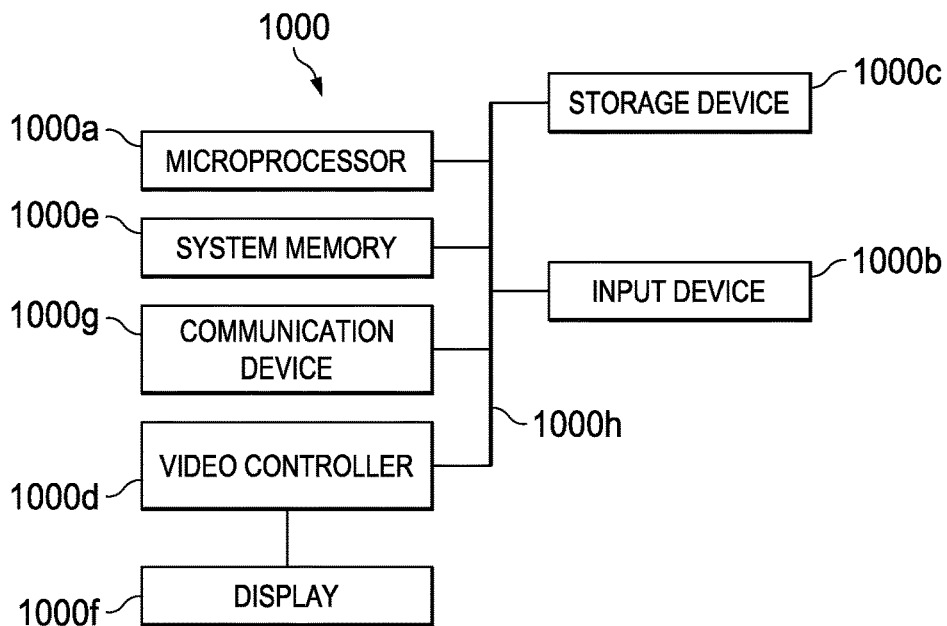 1000
1000a
MICROPROCESSOR
1000e
SYSTEM MEMORY
1000g
COMMUNICATION
DEVICE
1000d
VIDEO CONTROLLER
1000f
DISPLAY
1000c
STORAGE DEVICE
1000b
INPUT DEVICE
1000h